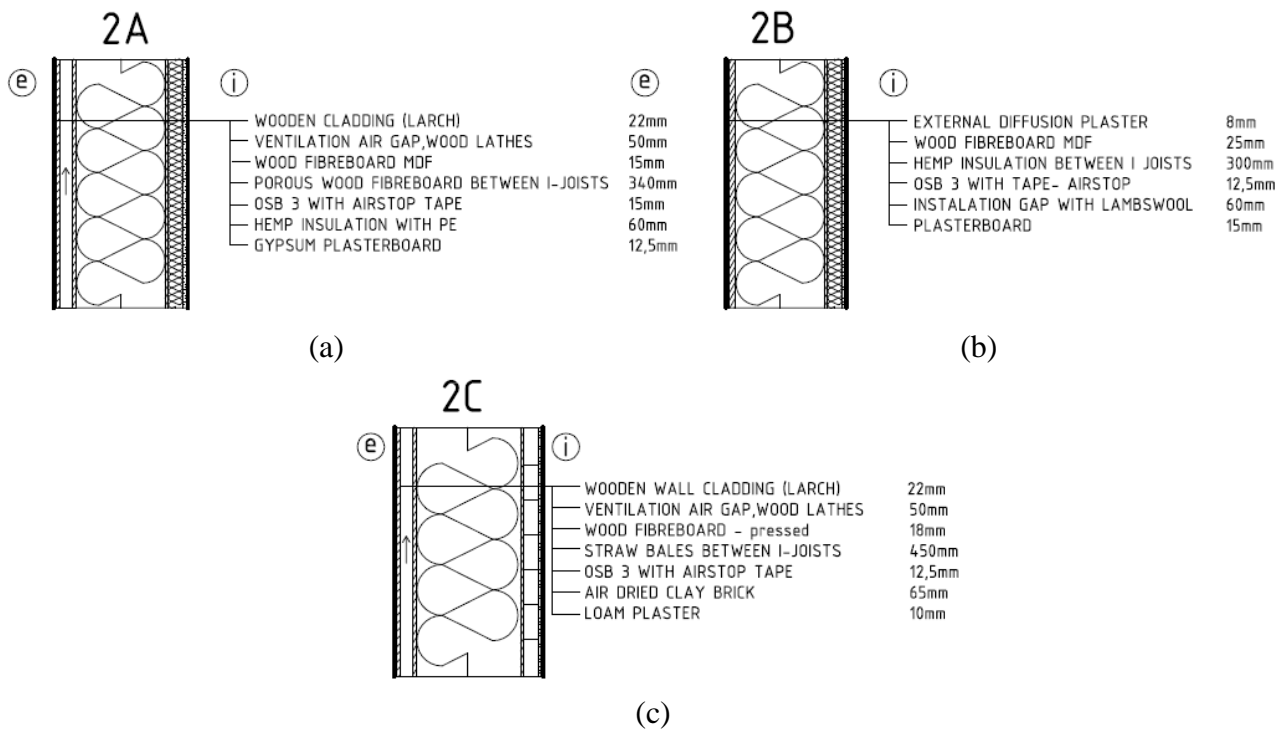 2A
e
i
WOODEN CLADDING (LARCH) 22mm
VENTILATION AIR GAP,WOOD LATHES 50mm
WOOD FIBREBOARD MDF 15mm
POROUS WOOD FIBREBOARD BETWEEN I-JOISTS 340mm
OSB 3 WITH AIRSTOP TAPE 15mm
HEMP INSULATION WITH PE 60mm
GYPSUM PLASTERBOARD 12,5mm
(a)
2B
e
i
EXTERNAL DIFFUSION PLASTER 8mm
WOOD FIBREBOARD MDF 25mm
HEMP INSULATION BETWEEN I JOISTS 300mm
OSB 3 WITH TAPE- AIRSTOP 12,5mm
INSTALATION GAP WITH LAMBSWOOL 60mm
PLASTERBOARD 15mm
(b)
2C
e
i
WOODEN WALL CLADDING (LARCH) 22mm
VENTILATION AIR GAP,WOOD LATHES 50mm
WOOD FIBREBOARD - pressed 18mm
STRAW BALES BETWEEN I-JOISTS 450mm
OSB 3 WITH AIRSTOP TAPE 12,5mm
AIR DRIED CLAY BRICK 65mm
LOAM PLASTER 10mm
(c)